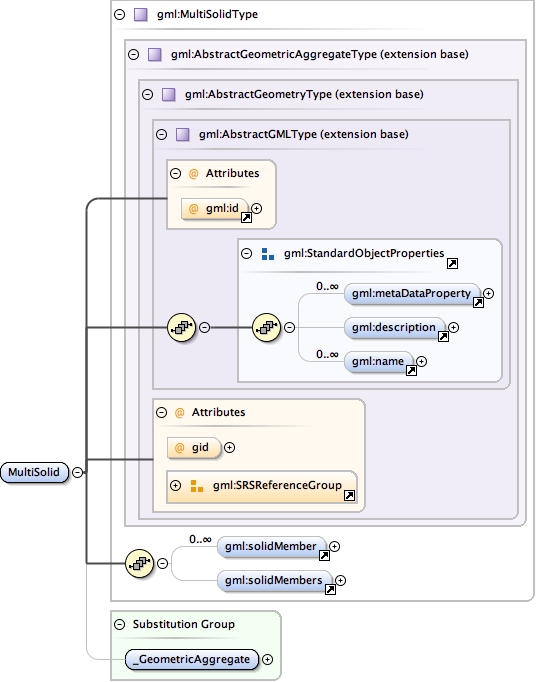 gml:MultiSolidType
gml:AbstractGeometricAggregateType (extension base)
gml:AbstractGeometryType (extension base)
gml:AbstractGMLType (extension base)
@ Attributes
@ gml:id
gml:StandardObjectProperties
0..∞
gml:metaDataProperty
gml:description
0..∞
gml:name
@ Attributes
@ gid
gml:SRSReferenceGroup
MultiSolid
0..∞
gml:solidMember
gml:solidMembers
Substitution Group
_GeometricAggregate